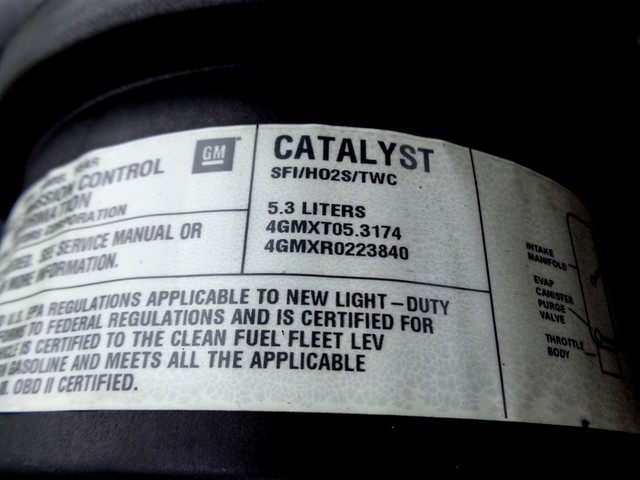 GM
CONTROL
CORPORATION
SEE SERVICE MANUAL OR
MORE INFORMATION.
CATALYST
SFI/HO2S/TWC
5.3 LITERS
4GMXT05.3174
4GMXR0223840
U.S. EPA REGULATIONS APPLICABLE TO NEW LIGHT-DUTY
TO FEDERAL REGULATIONS AND IS CERTIFIED FOR
IS CERTIFIED TO THE CLEAN FUEL FLEET LEV
GASOLINE AND MEETS ALL THE APPLICABLE
OBD II CERTIFIED.
INTAKE
MANIFOLD
EVAP
CANISTER
PURGE
VALVE
THROTTLE
BODY